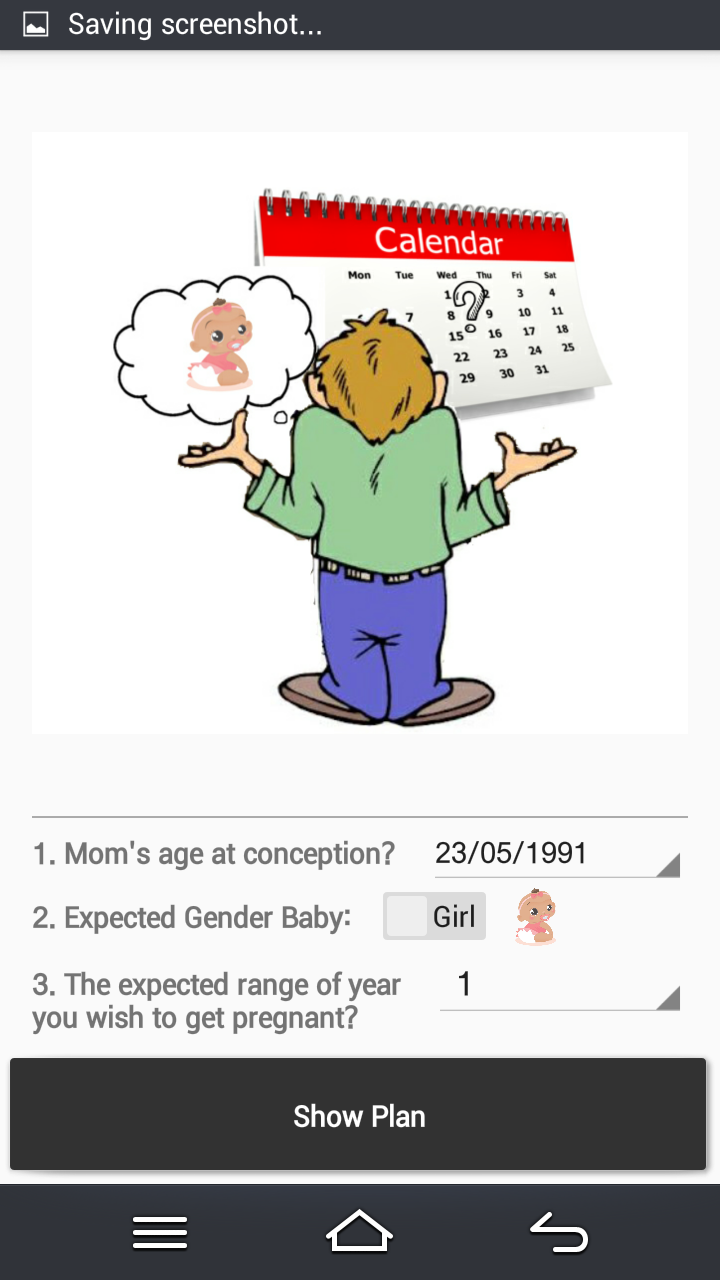 Saving screenshot...
Calendar
Mon Tue Wed Thu Fri Sat
1 2 3 4
7 8 9 10 11
15 16 17 18
22 23 24 25
29 30 31
?
1. Mom's age at conception? 23/05/1991
2. Expected Gender Baby: Girl
3. The expected range of year 1
you wish to get pregnant?
Show Plan